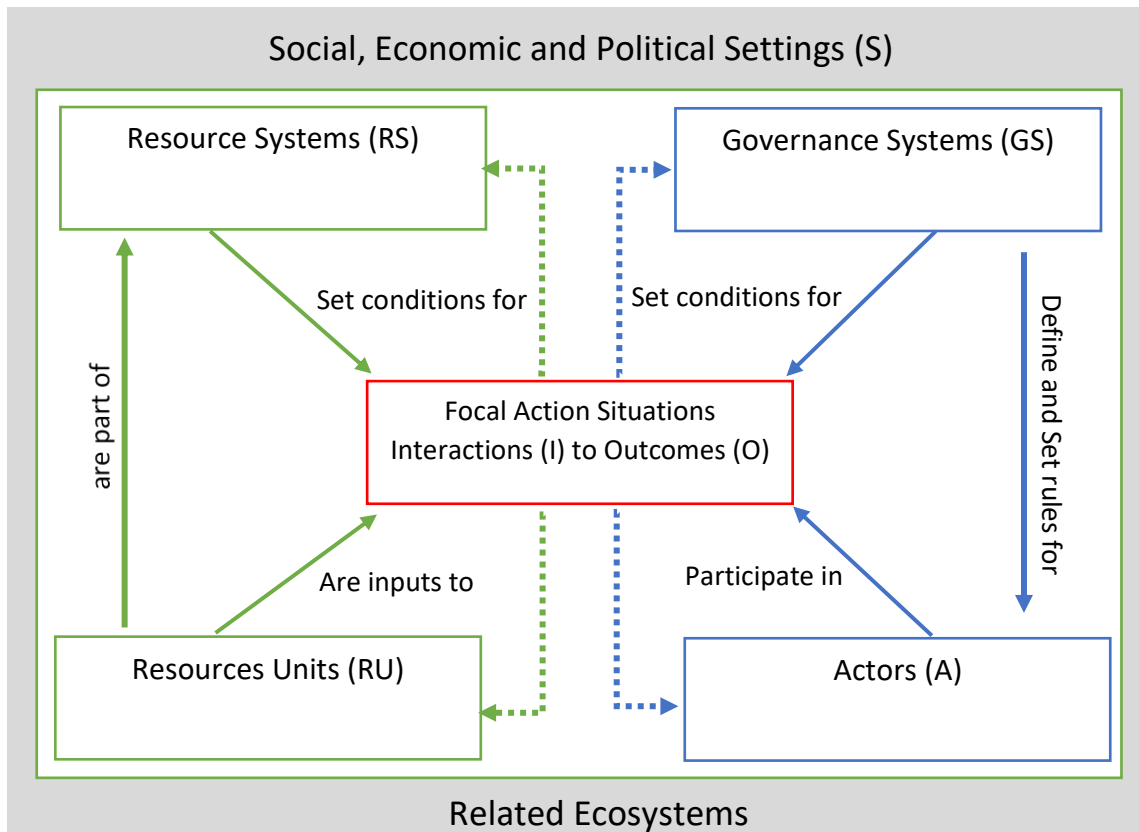 Social, Economic and Political Settings (S)
Resource Systems (RS)
Governance Systems (GS)
Set conditions for
Set conditions for
are part of
Define and Set rules for
Focal Action Situations
Interactions (I) to Outcomes (O)
Are inputs to
Participate in
Resources Units (RU)
Actors (A)
Related Ecosystems